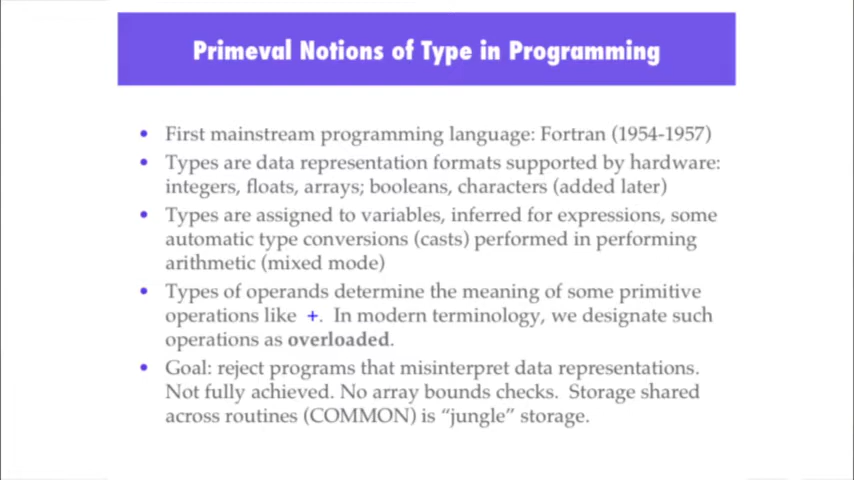 Primeval Notions of Type in Programming
• First mainstream programming language: Fortran (1954-1957)
• Types are data representation formats supported by hardware:
integers, floats, arrays; booleans, characters (added later)
• Types are assigned to variables, inferred for expressions, some
automatic type conversions (casts) performed in performing
arithmetic (mixed mode)
• Types of operands determine the meaning of some primitive
operations like +. In modern terminology, we designate such
operations as overloaded.
• Goal: reject programs that misinterpret data representations.
Not fully achieved. No array bounds checks. Storage shared
across routines (COMMON) is “jungle” storage.